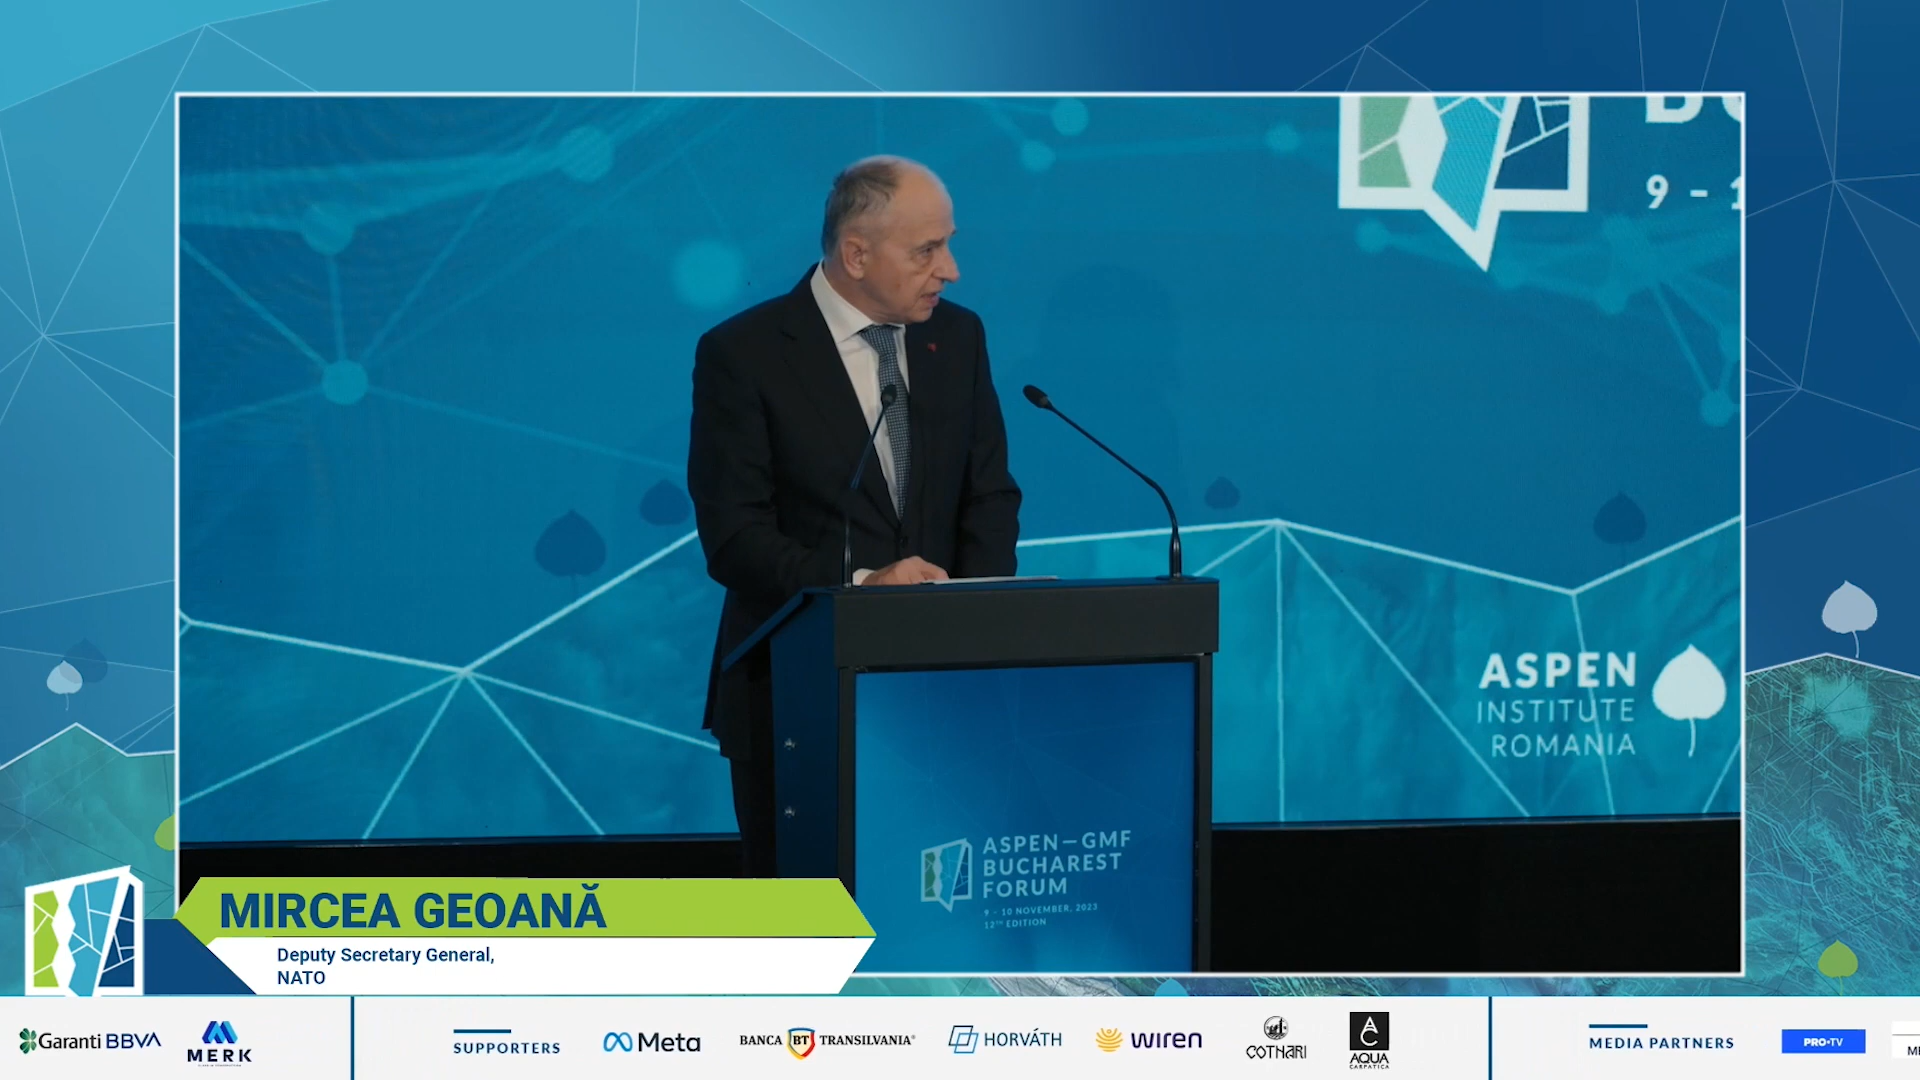 9 - 1
ASPEN
INSTITUTE
ROMANIA
ASPEN—GMF
BUCHAREST
FORUM
9 - 10 NOVEMBER, 2023
12TH EDITION
MIRCEA GEOANĂ
Deputy Secretary General,
NATO
Garanti BBVA
MERK
SUPPORTERS
Meta
BANCA BT TRANSILVANIA®
HORVÁTH
wiren
COTNARI
AQUA
CARPATICA
MEDIA PARTNERS
PRO•TV